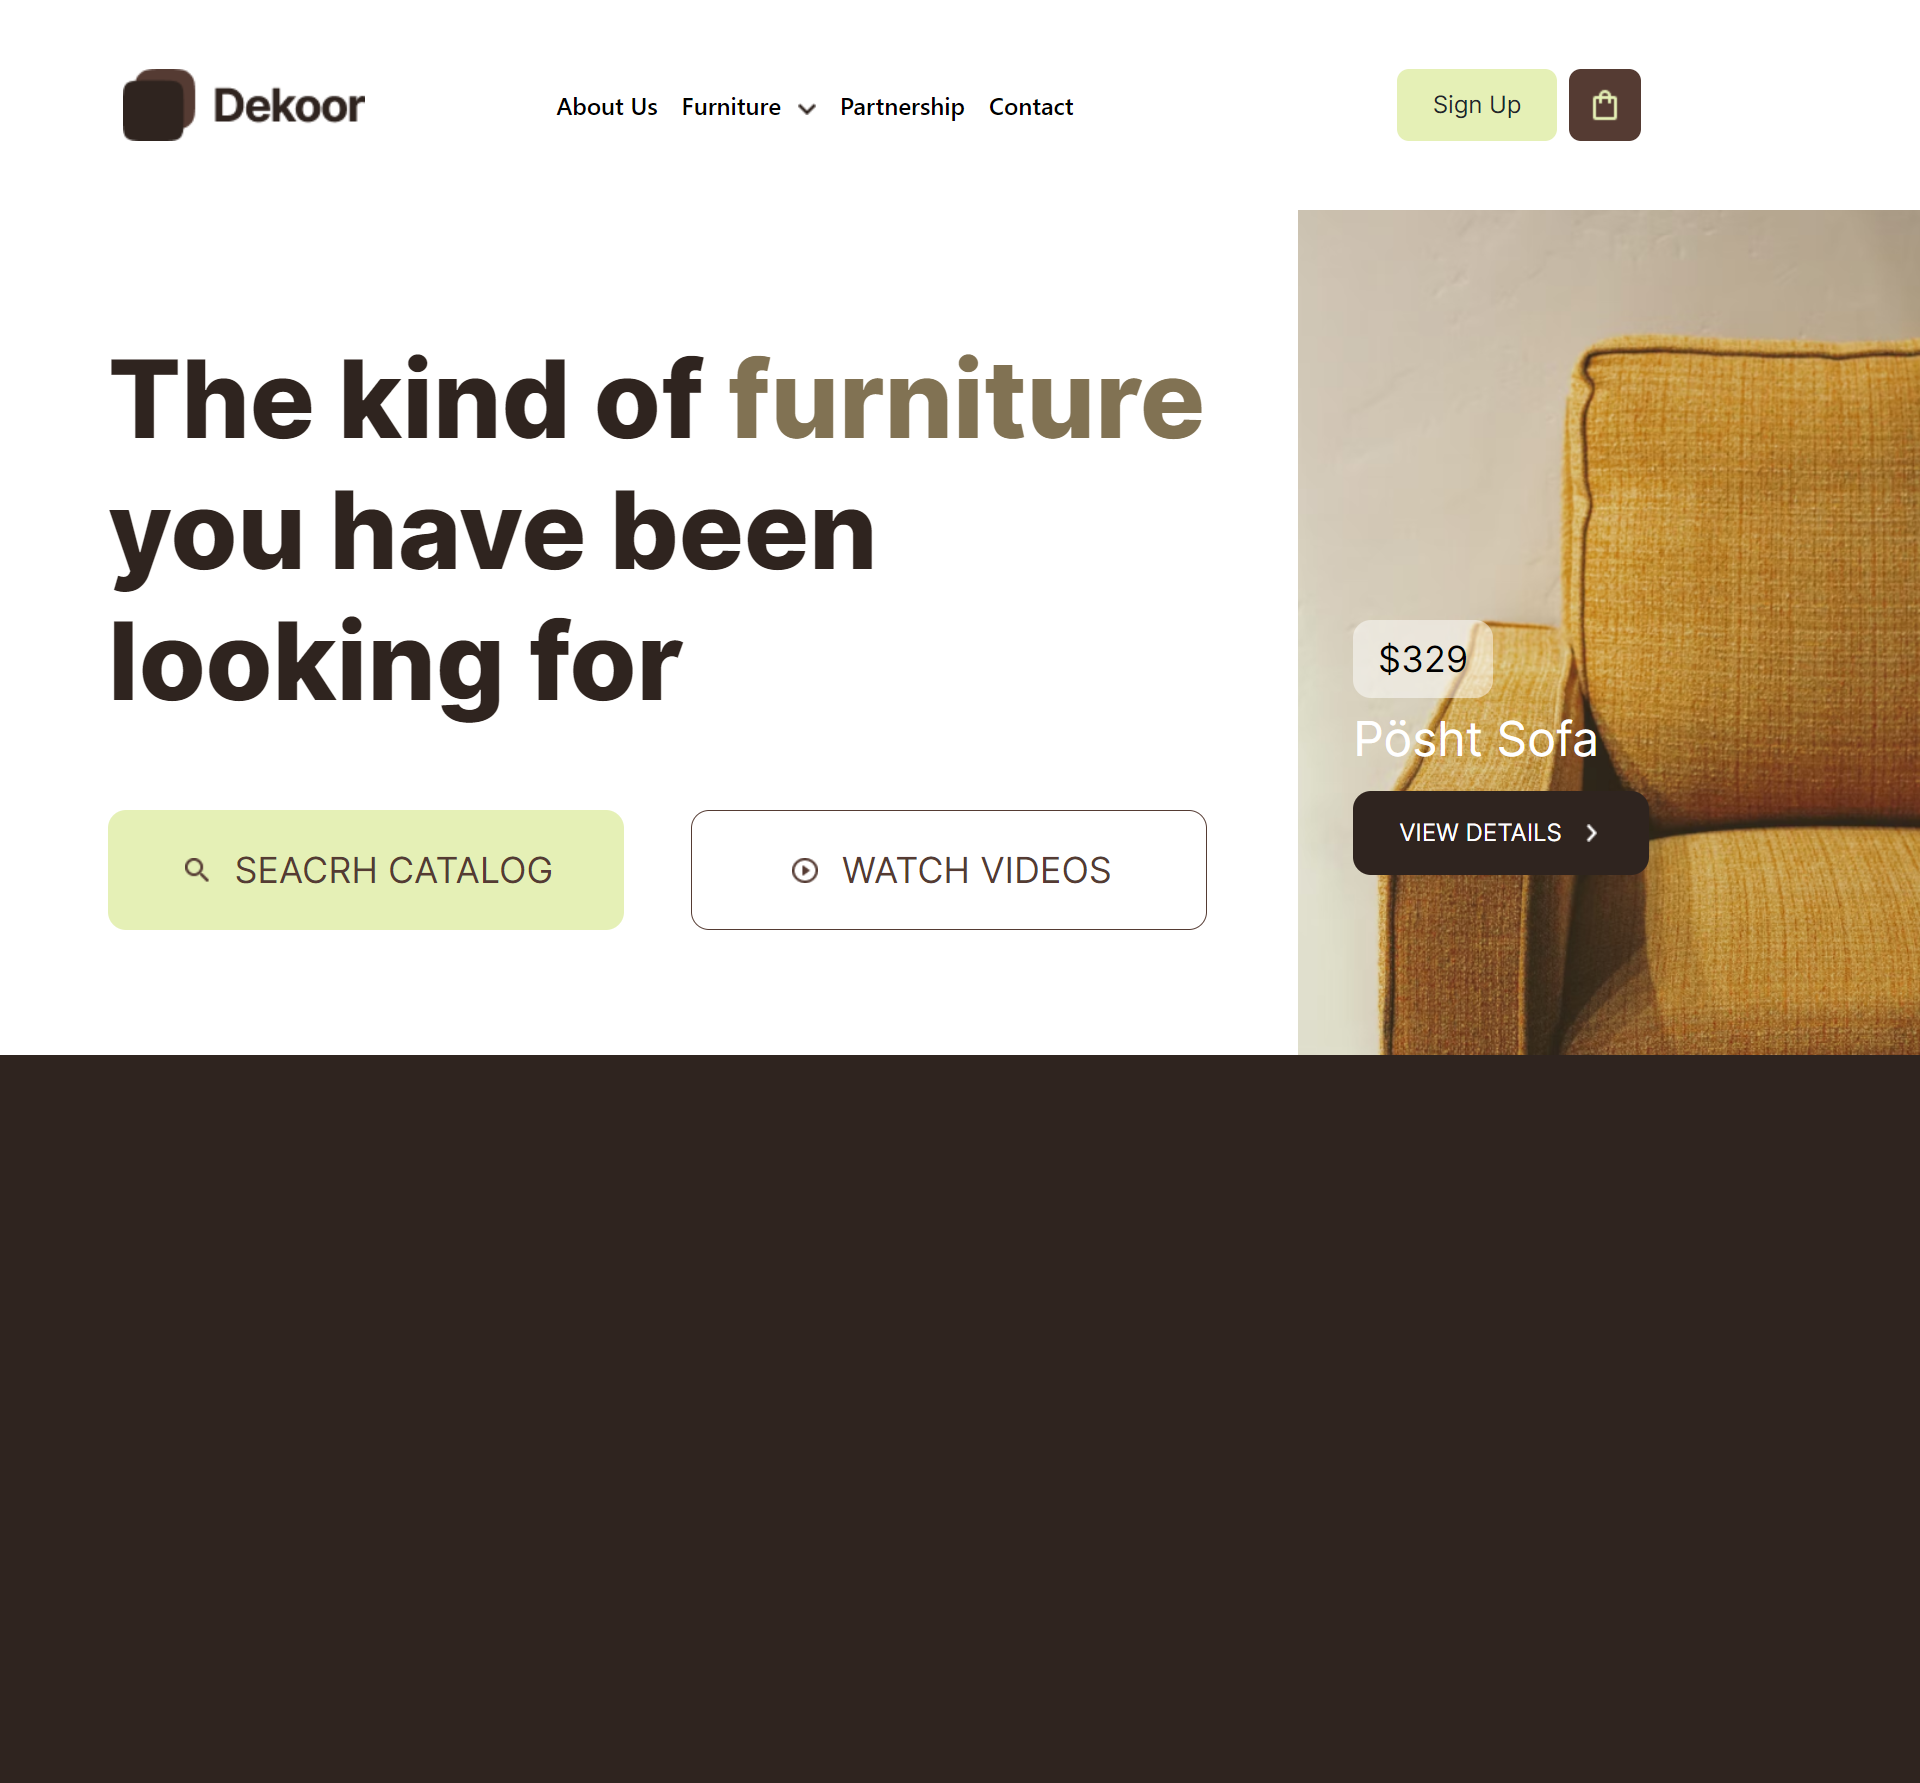 Dekoor
About Us Furniture Partnership Contact
Sign Up
The kind of furniture
you have been
looking for
SEACRH CATALOG
WATCH VIDEOS
$329
Pösht Sofa
VIEW DETAILS